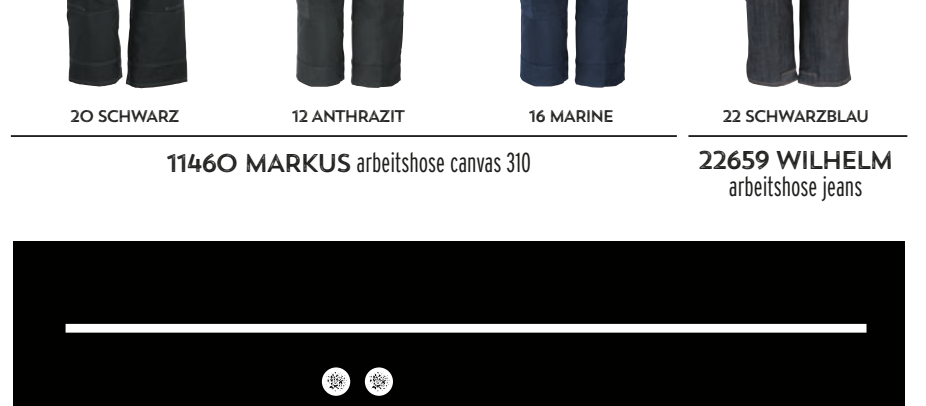 20 SCHWARZ
12 ANTHRAZIT
16 MARINE
22 SCHWARZBLAU
11460 MARKUS arbeitshose canvas 310
22659 WILHELM
arbeitshose jeans